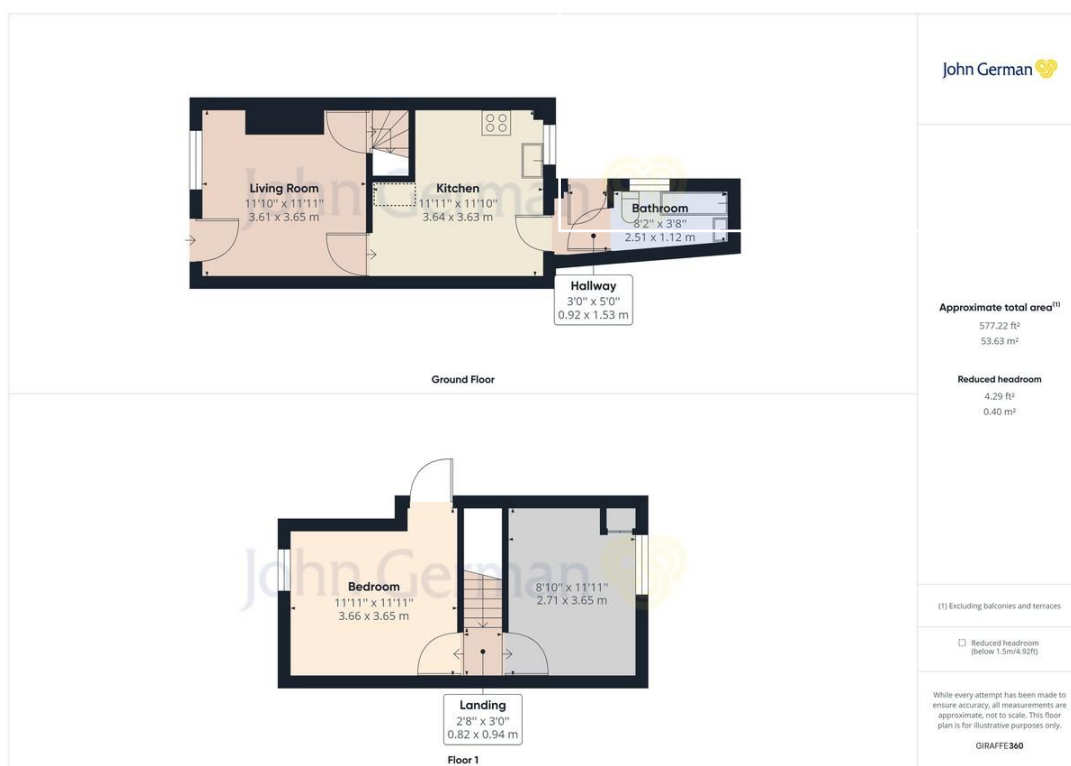 John German
Living Room
11'10" x 11'11"
3.61 x 3.65 m
Kitchen
11'11" x 11'10"
3.64 x 3.63 m
Bathroom
8'2" x 3'8"
2.51 x 1.12 m
Hallway
3'0" x 5'0"
0.92 x 1.53 m
John German
Ground Floor
Bedroom
11'11" x 11'11"
3.66 x 3.65 m
8'10" x 11'11"
2.71 x 3.65 m
Landing
2'8" x 3'0"
0.82 x 0.94 m
John German
Floor 1
Approximate total area(1)
577.22 ft²
53.63 m²
Reduced headroom
4.29 ft²
0.40 m²
(1) Excluding balconies and terraces
Reduced headroom
(below 1.5m/4.92ft)
While every attempt has been made to
ensure accuracy, all measurements are
approximate, not to scale. This floor
plan is for illustrative purposes only.
GIRAFFE360